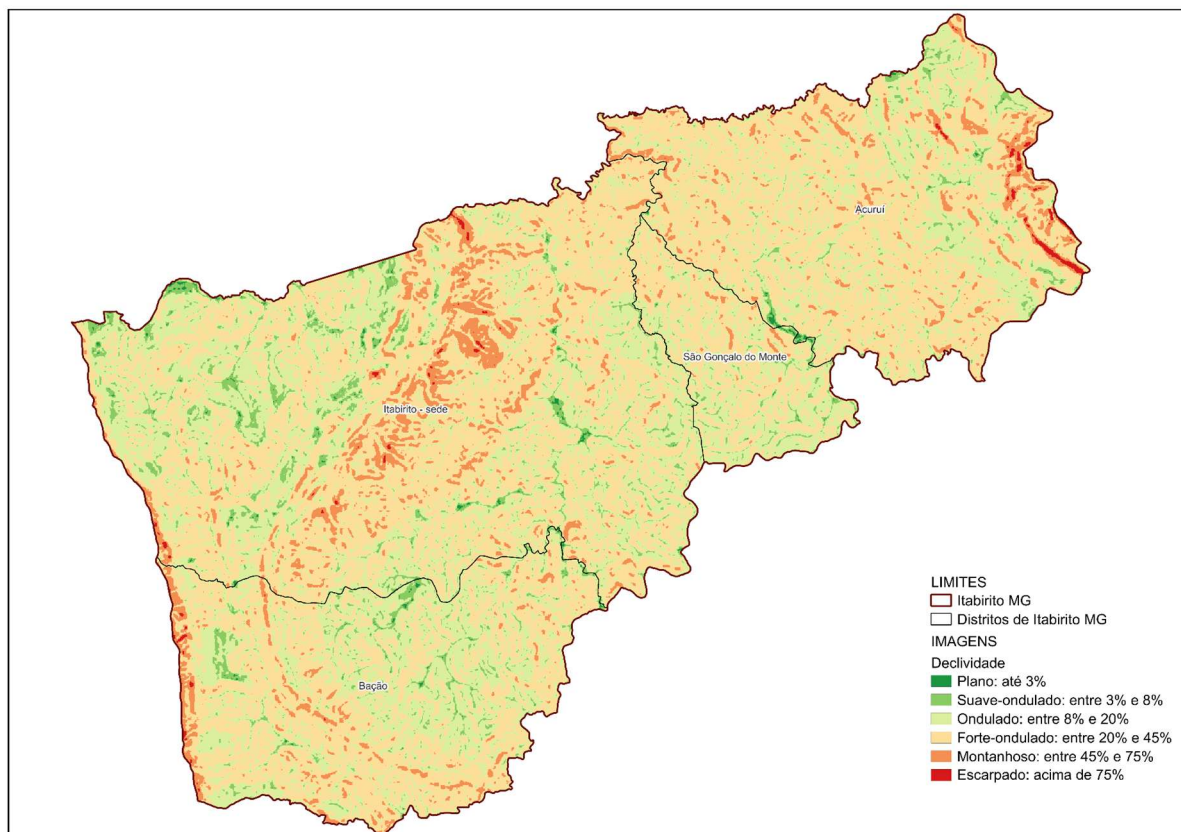 Acuruí
São Gonçalo do Monte
Itabirito - sede
Bação
LIMITES
Itabirito MG
Distritos de Itabirito MG
IMAGENS
Declividade
Plano: até 3%
Suave-ondulado: entre 3% e 8%
Ondulado: entre 8% e 20%
Forte-ondulado: entre 20% e 45%
Montanhoso: entre 45% e 75%
Escarpado: acima de 75%